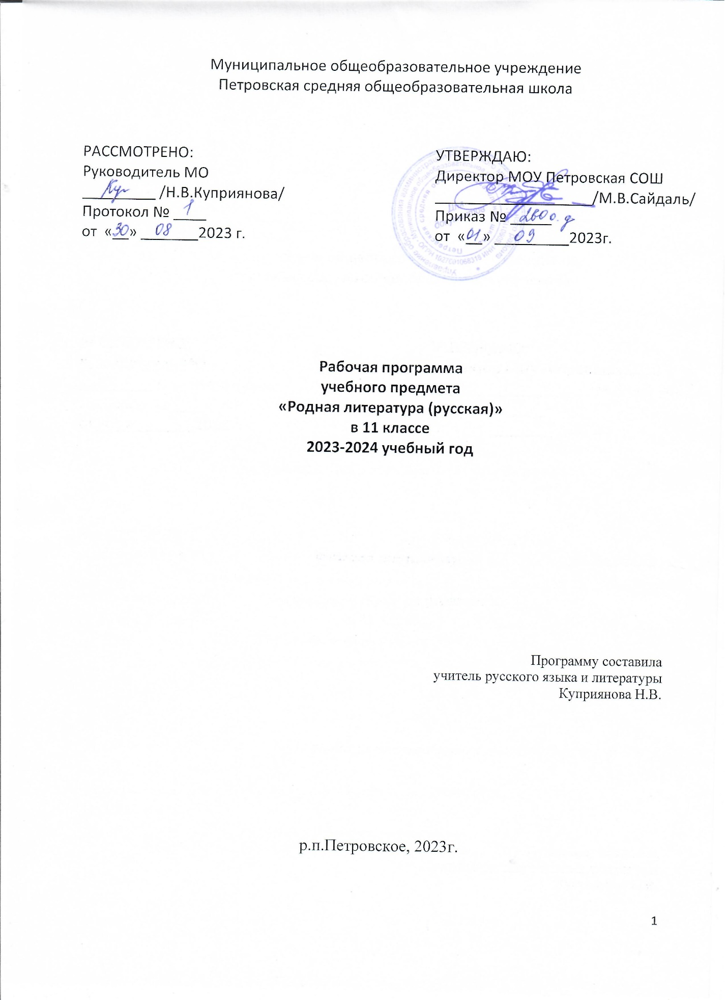 Муниципальное общеобразовательное учреждение
Петровская средняя общеобразовательная школа
РАССМОТРЕНО:
Руководитель МО
_________ /Н.В.Куприянова/
Протокол № 1
от «30» 08 2023 г.
УТВЕРЖДАЮ:
Директор МОУ Петровская СОШ
___________________/М.В.Сайдаль/
Приказ № 260 о. д
от «01» 09 2023г.
Рабочая программа
учебного предмета
«Родная литература (русская)»
в 11 классе
2023-2024 учебный год
Программу составила
учитель русского языка и литературы
Куприянова Н.В.
р.п.Петровское, 2023г.
1